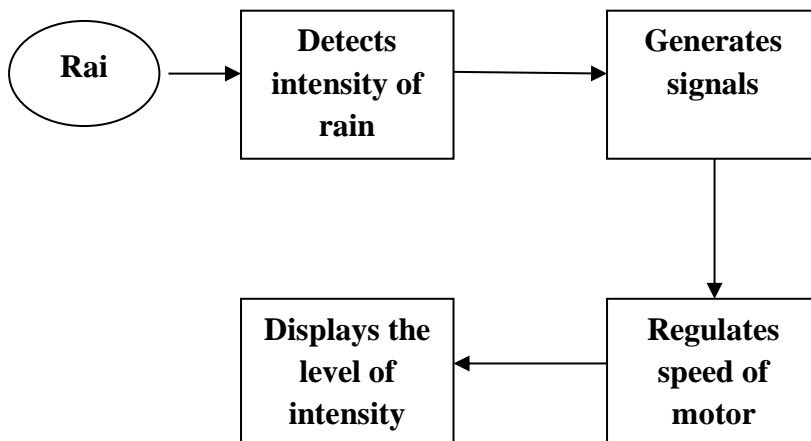 Rai
Detects
intensity of
rain
Generates
signals
Regulates
speed of
motor
Displays the
level of
intensity